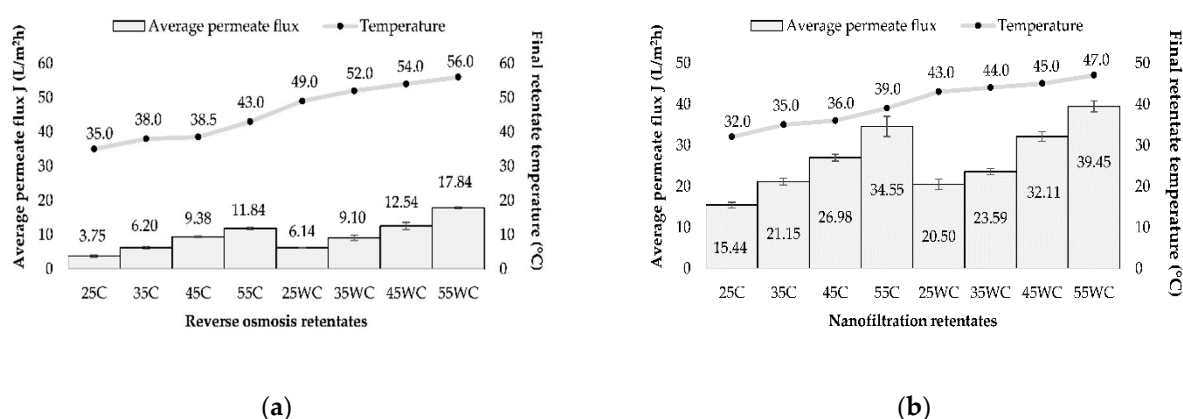 Average permeate flux Temperature
Average permeate flux J (L/m²h)
60
50
40
30
20
10
0
35.0 38.0 38.5 43.0 49.0 52.0 54.0 56.0
3.75 6.20 9.38 11.84 6.14 9.10 12.54 17.84
60
50
40
30
20
10
0
Final retentate temperature (°C)
25C 35C 45C 55C 25WC 35WC 45WC 55WC
Reverse osmosis retentates
(a)
Average permeate flux Temperature
Average permeate flux J (L/m²h)
50
40
30
20
10
0
32.0 35.0 36.0 39.0 43.0 44.0 45.0 47.0
15.44 21.15 26.98 34.55 20.50 23.59 32.11 39.45
50
40
30
20
10
0
Final retentate temperature (°C)
25C 35C 45C 55C 25WC 35WC 45WC 55WC
Nanofiltration retentates
(b)